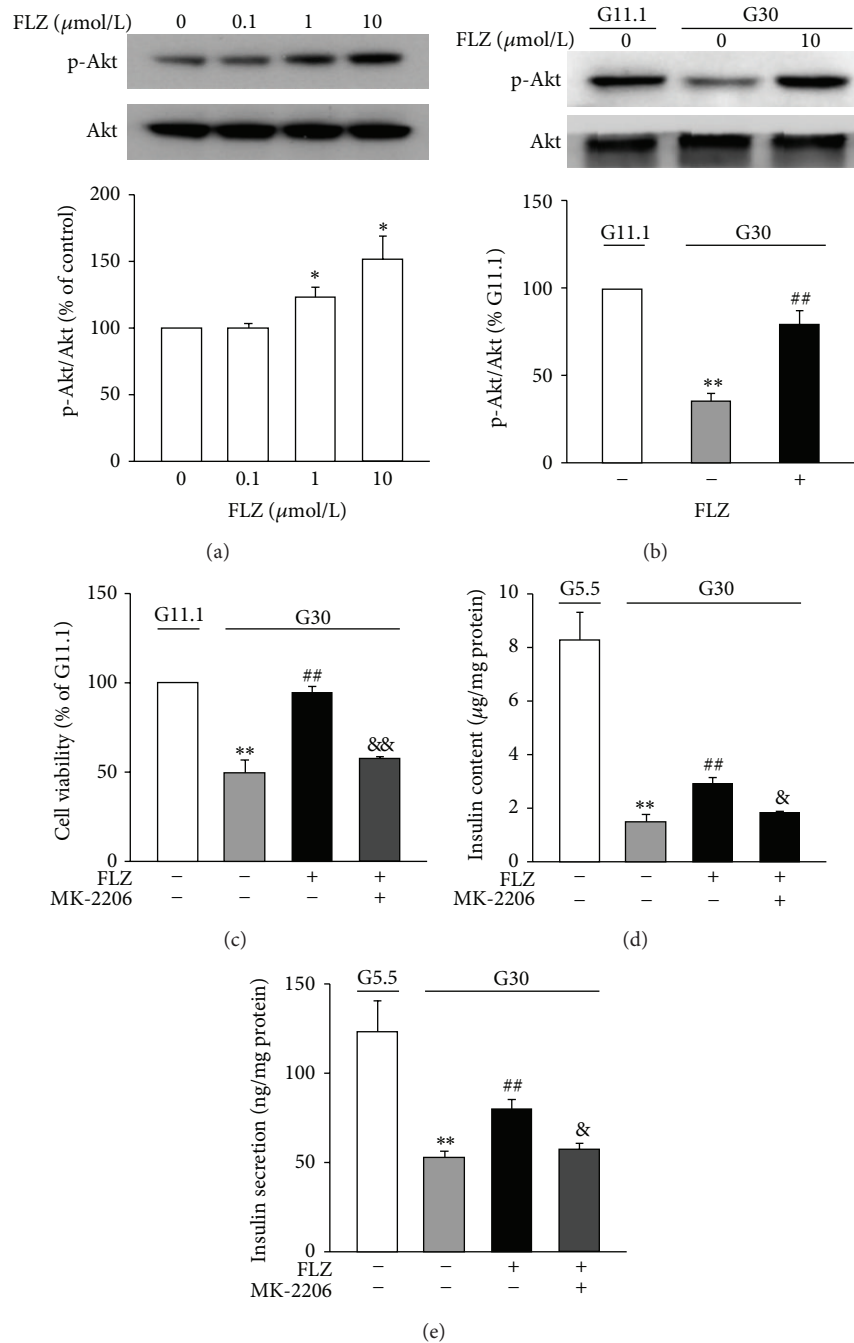 FLZ (μmol/L) 0 0.1 1 10
p-Akt
Akt
p-Akt/Akt (% of control)
200
150
100
50
0
*
*
0 0.1 1 10
FLZ (μmol/L)
(a)
G11.1 G30
FLZ (μmol/L) 0 0 10
p-Akt
Akt
p-Akt/Akt (% G11.1)
150
100
50
0
G11.1 G30
**
##
− − +
FLZ
(b)
Cell viability (% of G11.1)
150
100
50
0
G11.1 G30
**
##
&&
FLZ − − + +
MK-2206 − − − +
(c)
Insulin content (μg/mg protein)
10
8
6
4
2
0
G5.5 G30
**
##
&
FLZ − − + +
MK-2206 − − − +
(d)
Insulin secretion (ng/mg protein)
150
100
50
0
G5.5 G30
**
##
&
FLZ − − + +
MK-2206 − − − +
(e)